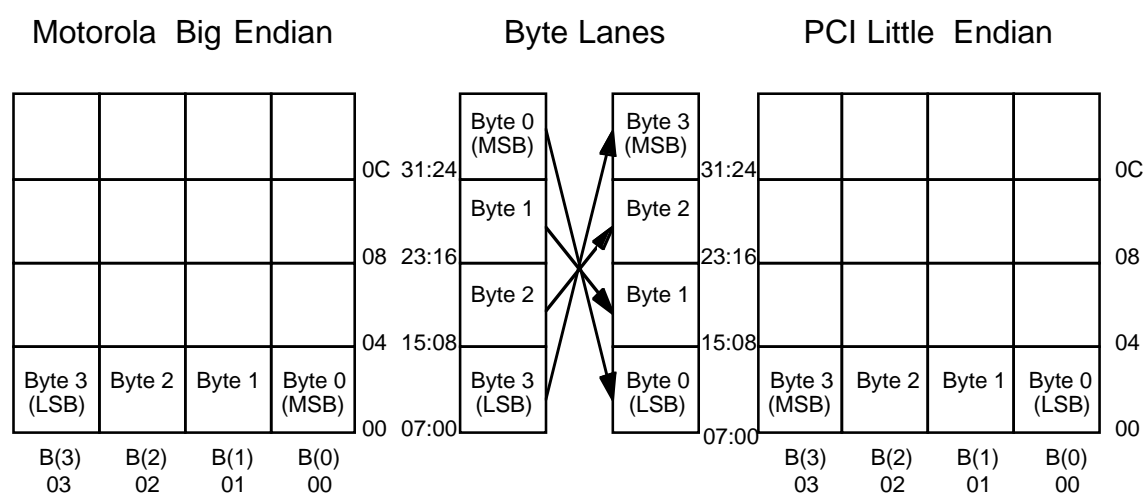 Motorola Big Endian
Byte Lanes
PCI Little Endian
Byte 0
(MSB)
Byte 3
(MSB)
0C 31:24
31:24
0C
Byte 1
Byte 2
08 23:16
23:16
08
Byte 2
Byte 1
04 15:08
15:08
04
Byte 3
(LSB)
Byte 2
Byte 1
Byte 0
(MSB)
Byte 3
(LSB)
Byte 0
(LSB)
Byte 3
(MSB)
Byte 2
Byte 1
Byte 0
(LSB)
00 07:00
07:00
00
B(3) B(2) B(1) B(0)
03 02 01 00
B(3) B(2) B(1) B(0)
03 02 01 00